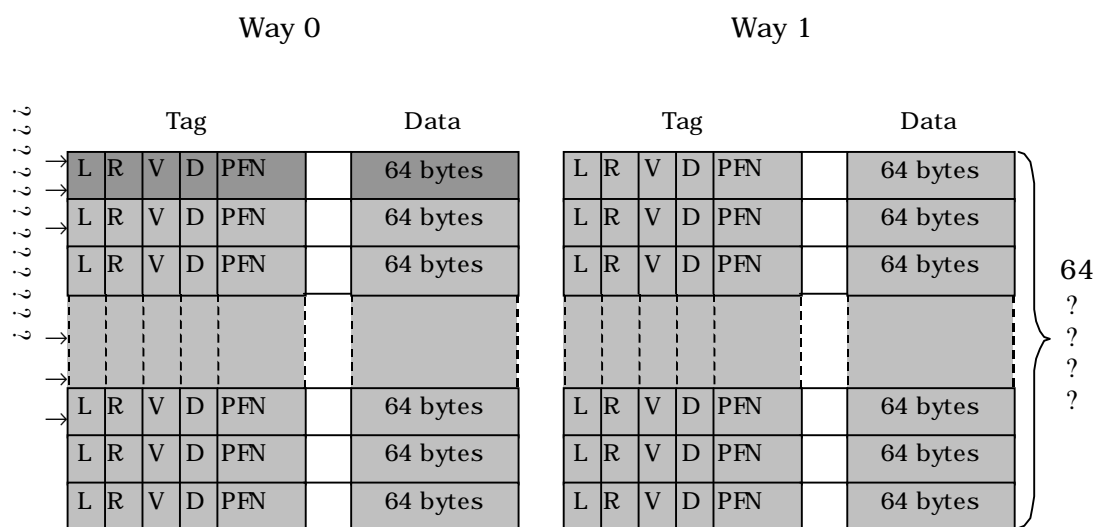 Way 0 Way 1
Tag Data Tag Data
L R V D PFN 64 bytes L R V D PFN 64 bytes
L R V D PFN 64 bytes L R V D PFN 64 bytes
L R V D PFN 64 bytes L R V D PFN 64 bytes
L R V D PFN 64 bytes L R V D PFN 64 bytes
L R V D PFN 64 bytes L R V D PFN 64 bytes
L R V D PFN 64 bytes L R V D PFN 64 bytes
????????????
64
?
?
?
?